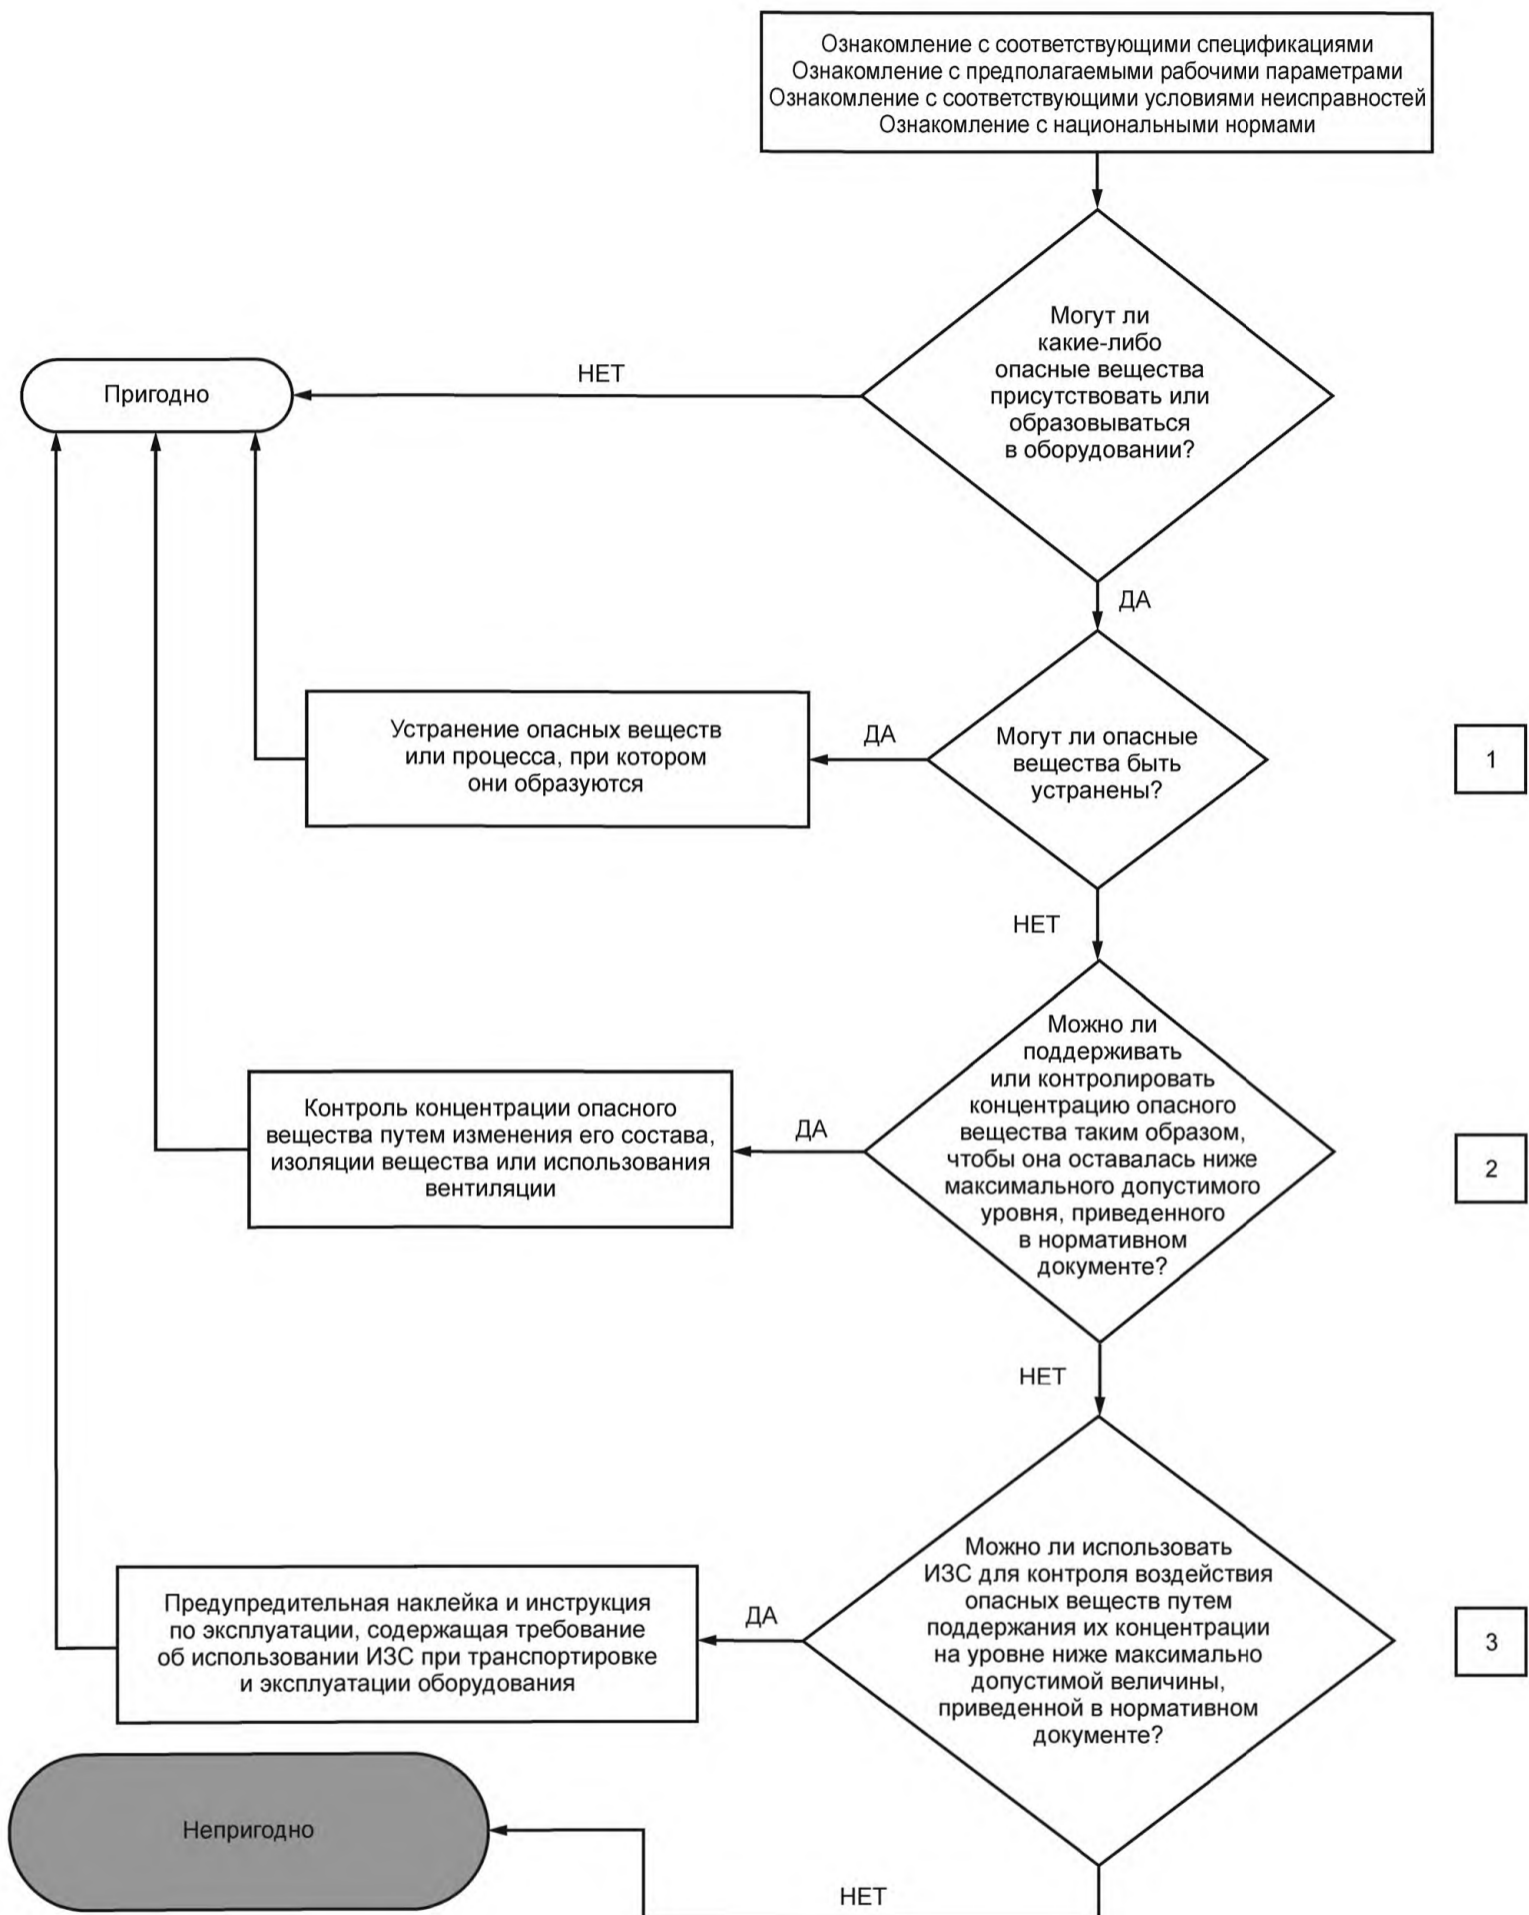 Ознакомление с соответствующими спецификациями
Ознакомление с предполагаемыми рабочими параметрами
Ознакомление с соответствующими условиями неисправностей
Ознакомление с национальными нормами
Могут ли
какие-либо
опасные вещества
присутствовать или
образовываться
в оборудовании?
НЕТ
Пригодно
ДА
Могут ли опасные
вещества быть
устранены?
ДА
Устранение опасных веществ
или процесса, при котором
они образуются
1
НЕТ
Можно ли
поддерживать
или контролировать
концентрацию опасного
вещества таким образом,
чтобы она оставалась ниже
максимального допустимого
уровня, приведенного
в нормативном
документе?
ДА
Контроль концентрации опасного
вещества путем изменения его состава,
изоляции вещества или использования
вентиляции
2
НЕТ
Можно ли использовать
ИЗС для контроля воздействия
опасных веществ путем
поддержания их концентрации
на уровне ниже максимально
допустимой величины,
приведенной в нормативном
документе?
ДА
Предупредительная наклейка и инструкция
по эксплуатации, содержащая требование
об использовании ИЗС при транспортировке
и эксплуатации оборудования
3
НЕТ
Непригодно